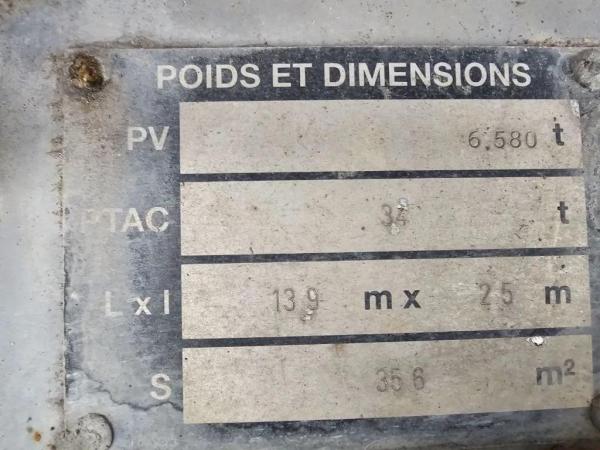 POIDS ET DIMENSIONS
PV 6.580 t
PTAC 34 t
L x l 13 9 m x 2 5 m
S 35 6 m²